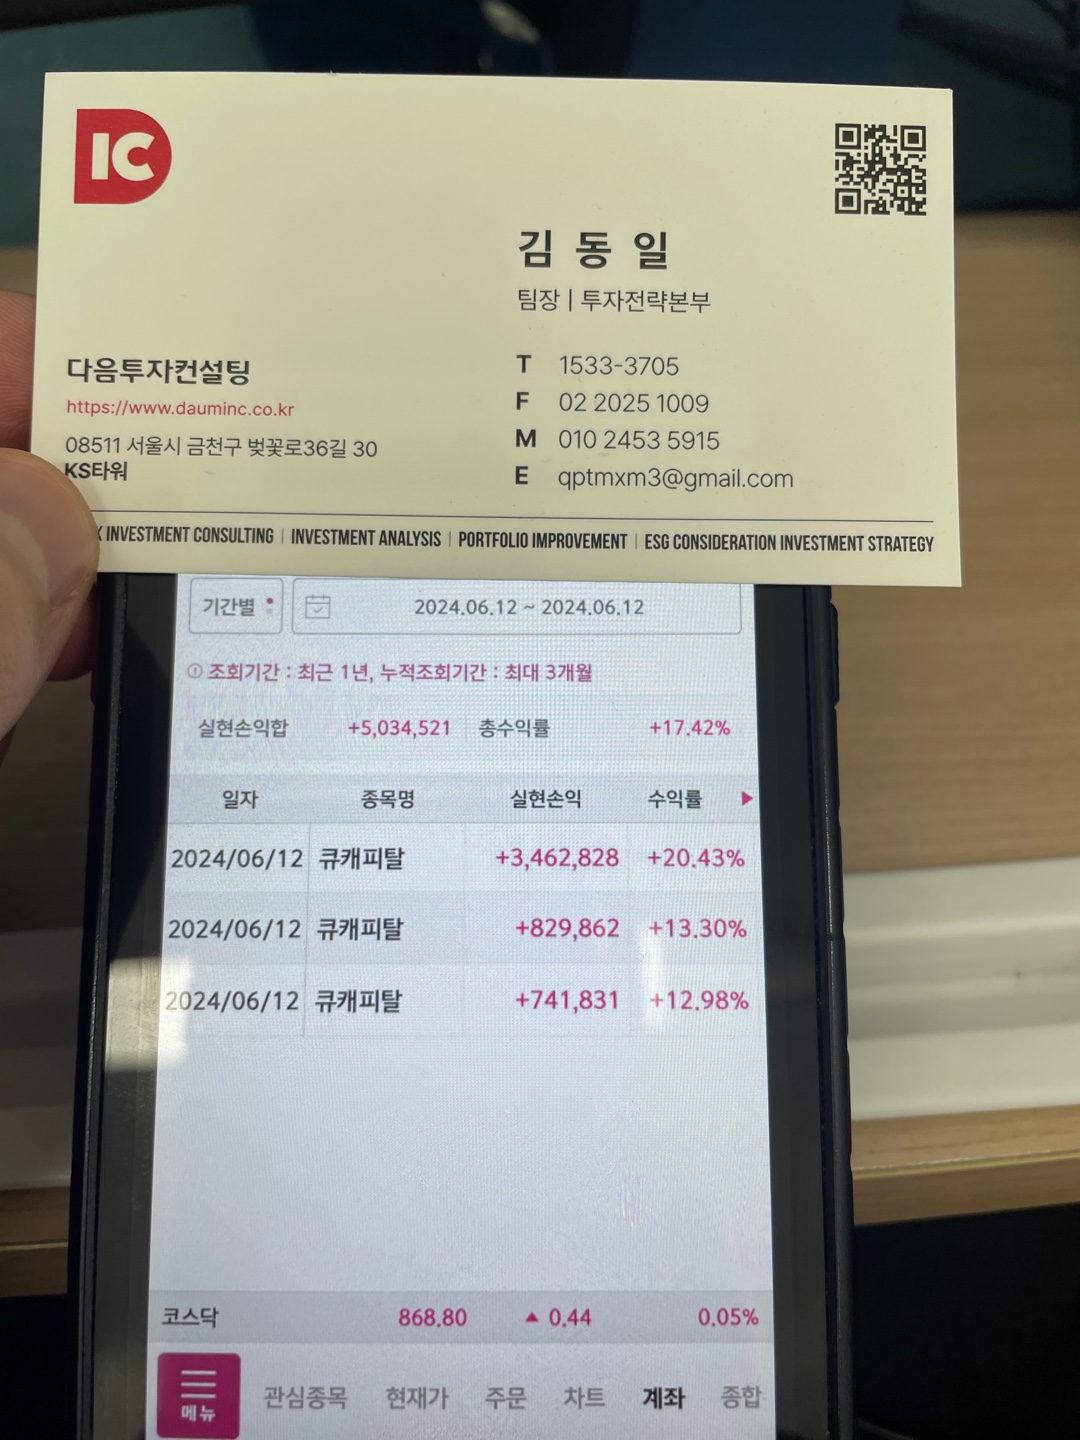 IC
김동일
팀장 | 투자전략본부
다음투자컨설팅
https://www.dauminc.co.kr
08511 서울시 금천구 벚꽃로36길 30
KS타워
T 1533-3705
F 02 2025 1009
M 010 2453 5915
E qptmxm3@gmail.com
INVESTMENT CONSULTING | INVESTMENT ANALYSIS | PORTFOLIO IMPROVEMENT | ESG CONSIDERATION INVESTMENT STRATEGY
기간별 2024.06.12 ~ 2024.06.12
조회기간 : 최근 1년, 누적조회기간 : 최대 3개월
실현손익합 +5,034,521 총수익률 +17.42%
일자 종목명 실현손익 수익률
2024/06/12 큐캐피탈 +3,462,828 +20.43%
2024/06/12 큐캐피탈 +829,862 +13.30%
2024/06/12 큐캐피탈 +741,831 +12.98%
코스닥 868.80 ▲ 0.44 0.05%
메뉴 관심종목 현재가 주문 차트 계좌 종합